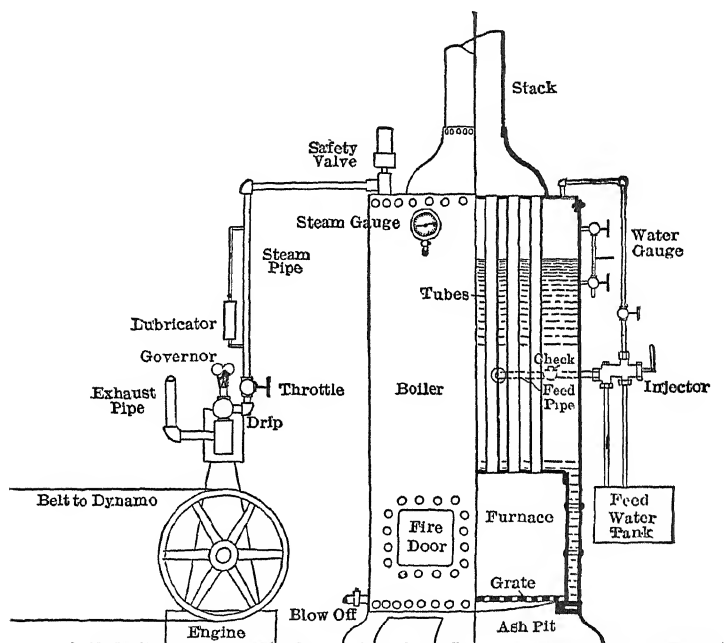 Stack
Safety
Valve
Steam Gauge
Water
Gauge
Steam
Pipe
Tubes
Lubricator
Governor
Check
Exhaust
Pipe
Throttle
Boiler
Feed
Pipe
Injector
Drip
Belt to Dynamo
Fire
Door
Furnace
Feed
Water
Tank
Grate
Blow Off
Ash Pit
Engine